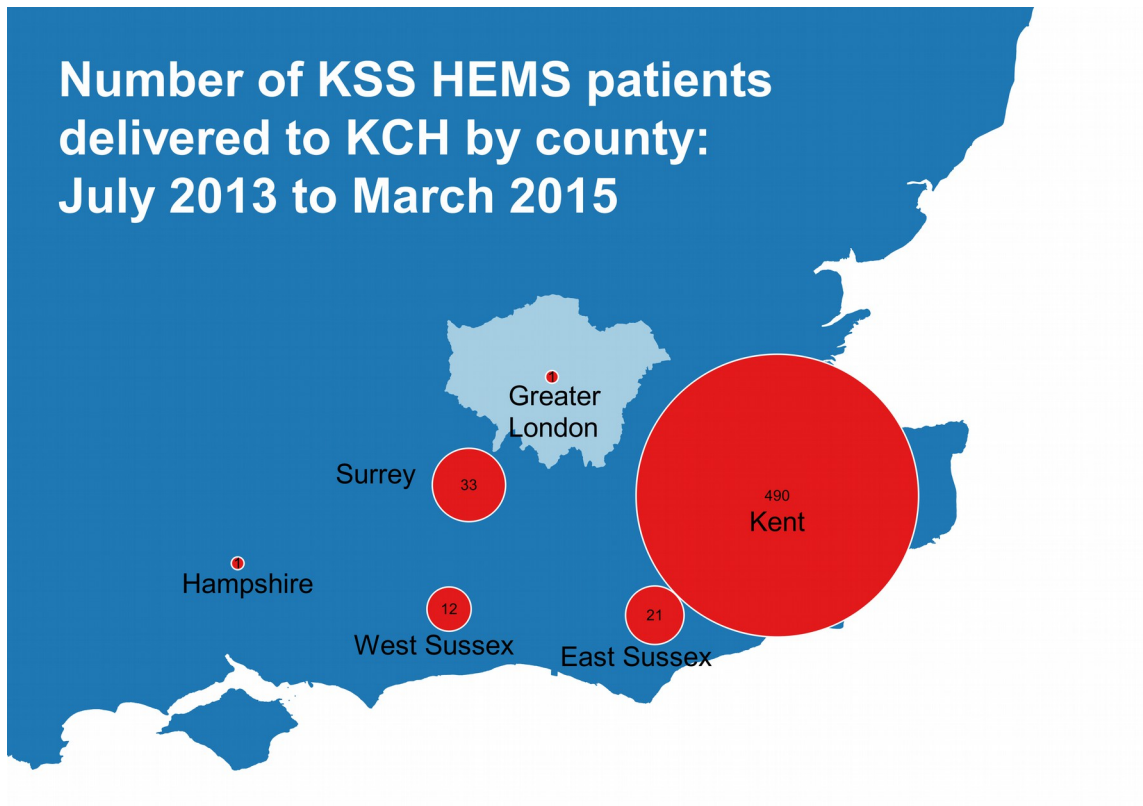 Number of KSS HEMS patients
delivered to KCH by county:
July 2013 to March 2015
1
Greater
London
Surrey
33
490
Kent
1
Hampshire
12
West Sussex
21
East Sussex